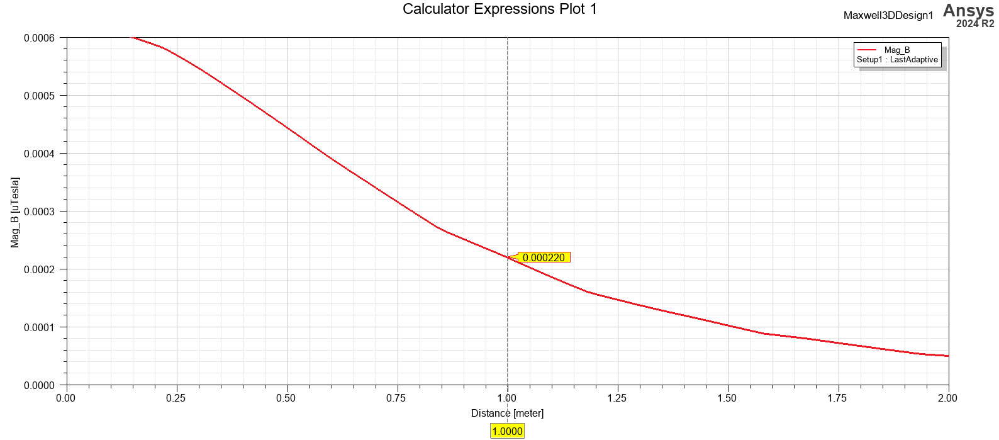 Calculator Expressions Plot 1
Maxwell3DDesign1
Ansys
2024 R2
Mag_B
Setup1 : LastAdaptive
Mag_B [uTesla]
0.0006
0.0005
0.0004
0.0003
0.0002
0.0001
0.0000
0.000220
0.00
0.25
0.50
0.75
1.00
1.25
1.50
1.75
2.00
Distance [meter]
1.0000